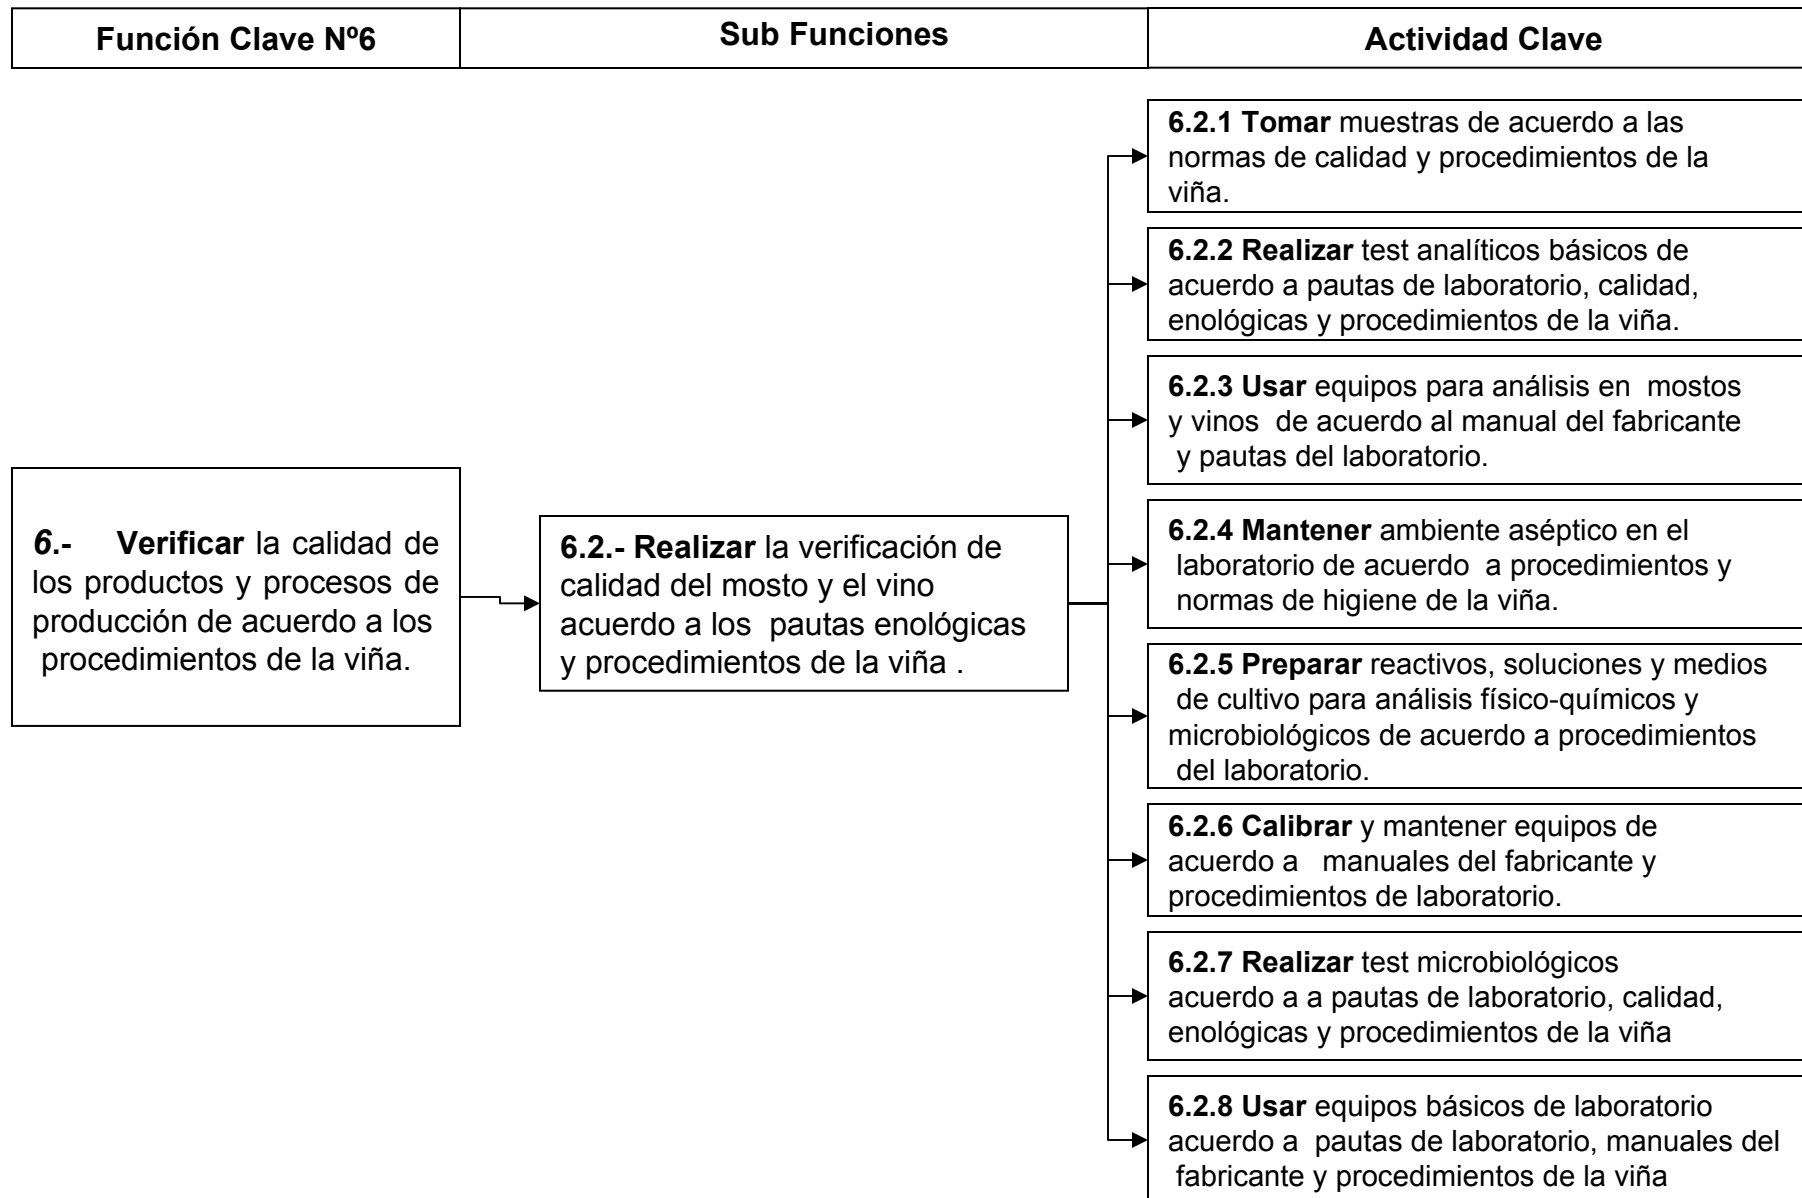 Función Clave Nº6
Sub Funciones
Actividad Clave
6.- Verificar la calidad de
los productos y procesos de
producción de acuerdo a los
procedimientos de la viña.
6.2.- Realizar la verificación de
calidad del mosto y el vino
acuerdo a los pautas enológicas
y procedimientos de la viña .
6.2.1 Tomar muestras de acuerdo a las
normas de calidad y procedimientos de la
viña.
6.2.2 Realizar test analíticos básicos de
acuerdo a pautas de laboratorio, calidad,
enológicas y procedimientos de la viña.
6.2.3 Usar equipos para análisis en mostos
y vinos de acuerdo al manual del fabricante
y pautas del laboratorio.
6.2.4 Mantener ambiente aséptico en el
laboratorio de acuerdo a procedimientos y
normas de higiene de la viña.
6.2.5 Preparar reactivos, soluciones y medios
de cultivo para análisis físico-químicos y
microbiológicos de acuerdo a procedimientos
del laboratorio.
6.2.6 Calibrar y mantener equipos de
acuerdo a manuales del fabricante y
procedimientos de laboratorio.
6.2.7 Realizar test microbiológicos
acuerdo a a pautas de laboratorio, calidad,
enológicas y procedimientos de la viña
6.2.8 Usar equipos básicos de laboratorio
acuerdo a pautas de laboratorio, manuales del
fabricante y procedimientos de la viña